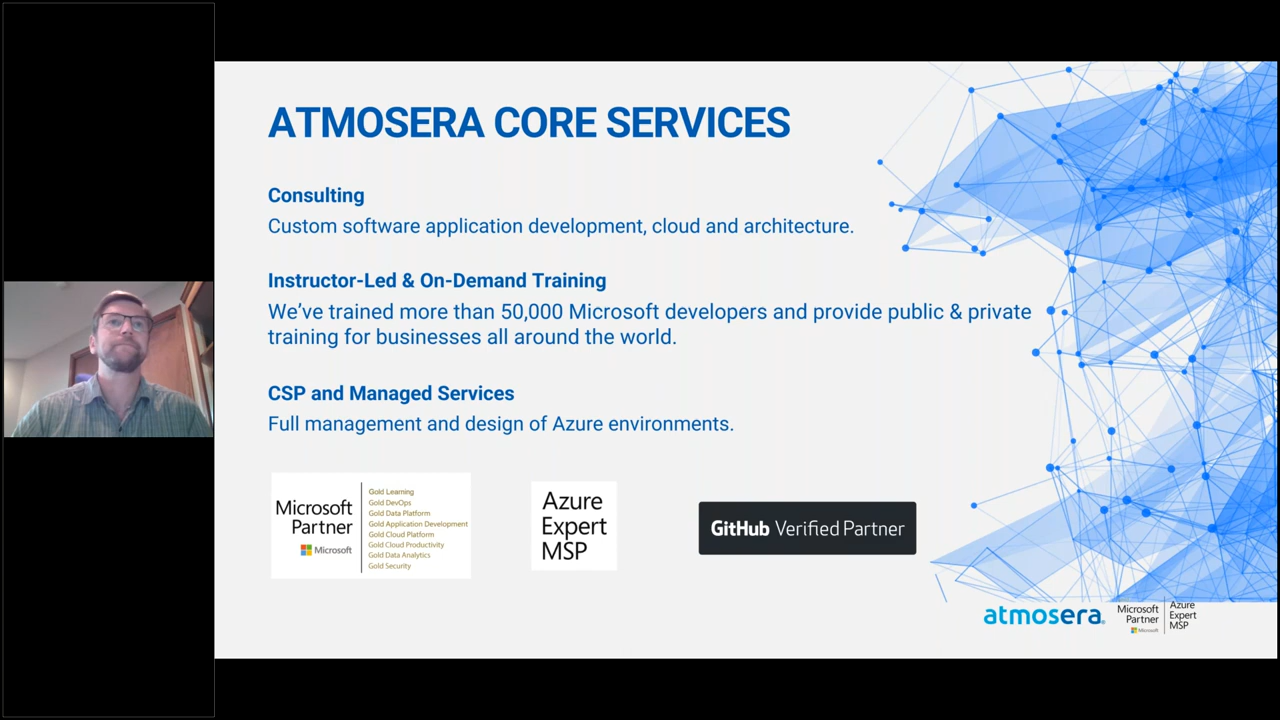 ATMOSERA CORE SERVICES
Consulting
Custom software application development, cloud and architecture.
Instructor-Led & On-Demand Training
We’ve trained more than 50,000 Microsoft developers and provide public & private
training for businesses all around the world.
CSP and Managed Services
Full management and design of Azure environments.
Microsoft
Partner
Microsoft
Gold Learning
Gold DevOps
Gold Data Platform
Gold Application Development
Gold Cloud Platform
Gold Cloud Productivity
Gold Data Analytics
Gold Security
Azure
Expert
MSP
GitHub Verified Partner
atmosera®
Microsoft
Partner
Microsoft
Azure
Expert
MSP